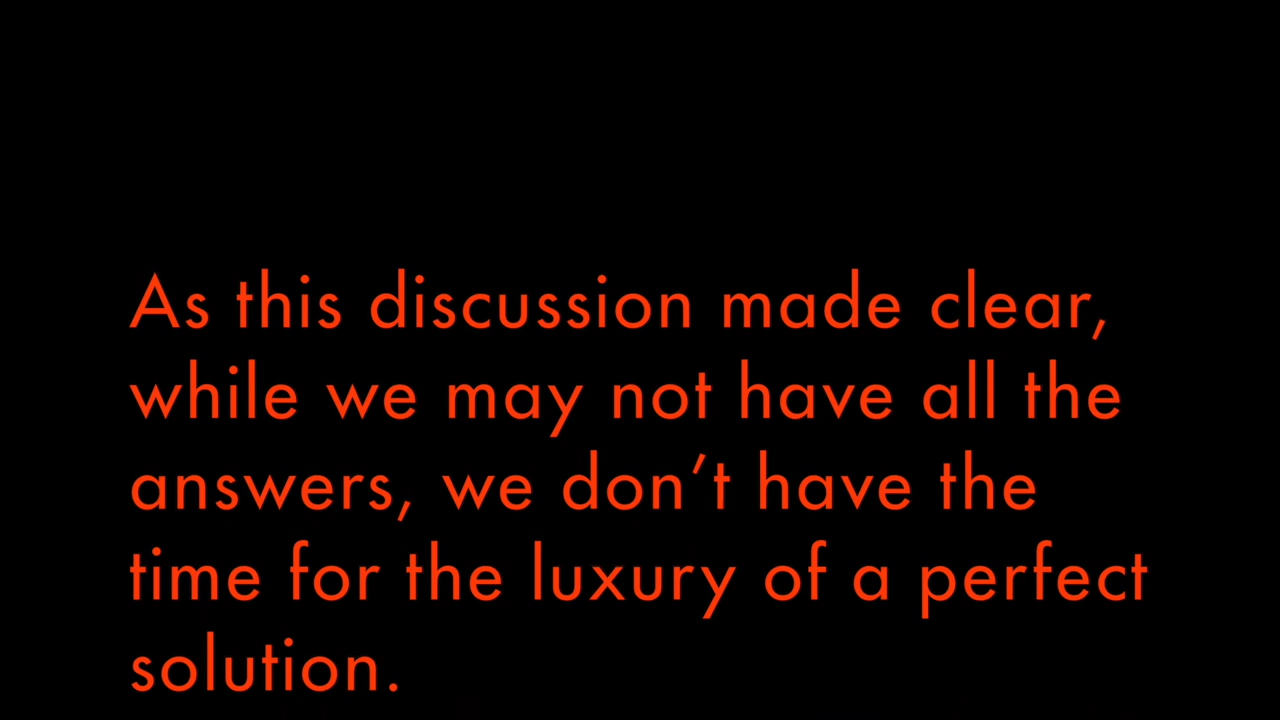 As this discussion made clear,
while we may not have all the
answers, we don’t have the
time for the luxury of a perfect
solution.